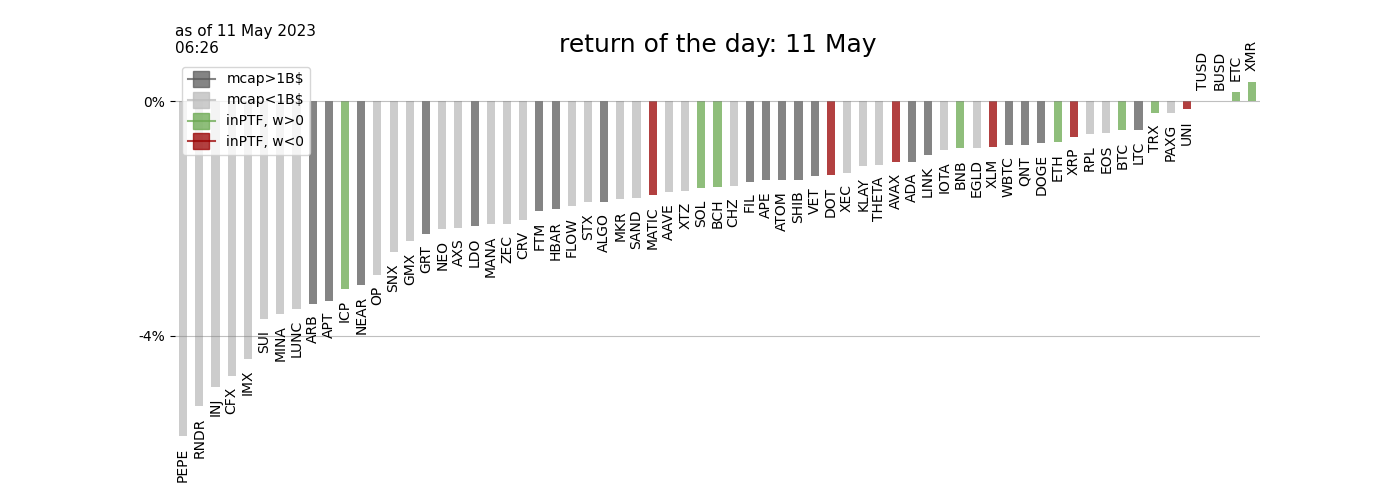 as of 11 May 2023
06:26
return of the day: 11 May
mcap>1B$
mcap<1B$
inPTF, w>0
inPTF, w<0
0%
-4%
PEPE
RNDR
INJ
CFX
IMX
SUI
MINA
LUNC
ARB
APT
ICP
NEAR
OP
SNX
GMX
GRT
NEO
AXS
LDO
MANA
ZEC
CRV
FTM
HBAR
FLOW
STX
ALGO
MKR
SAND
MATIC
AAVE
XTZ
SOL
BCH
CHZ
FIL
APE
ATOM
SHIB
VET
DOT
XEC
KLAY
THETA
AVAX
ADA
LINK
IOTA
BNB
EGLD
XLM
WBTC
QNT
DOGE
ETH
XRP
RPL
EOS
BTC
LTC
TRX
PAXG
UNI
TUSD
BUSD
ETC
XMR